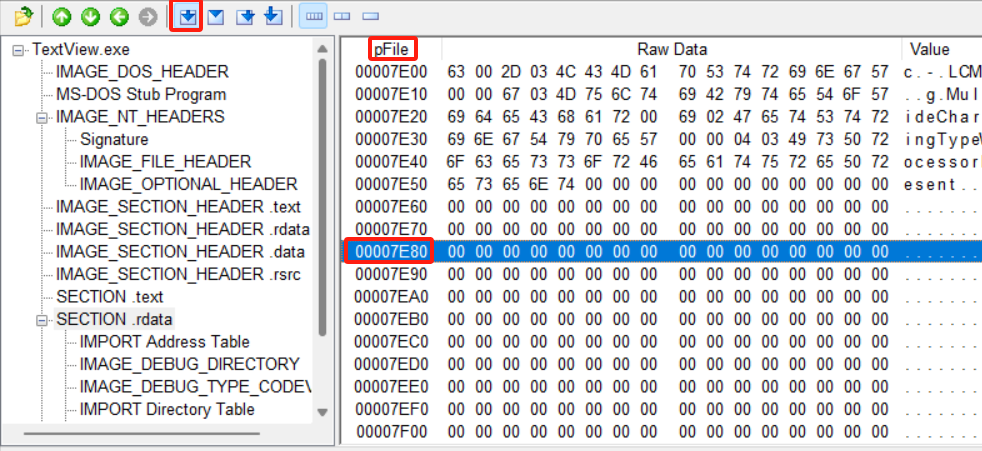 TextView.exe
IMAGE_DOS_HEADER
MS-DOS Stub Program
IMAGE_NT_HEADERS
Signature
IMAGE_FILE_HEADER
IMAGE_OPTIONAL_HEADER
IMAGE_SECTION_HEADER .text
IMAGE_SECTION_HEADER .rdata
IMAGE_SECTION_HEADER .data
IMAGE_SECTION_HEADER .rsrc
SECTION .text
SECTION .rdata
IMPORT Address Table
IMAGE_DEBUG_DIRECTORY
IMAGE_DEBUG_TYPE_CODEV
IMPORT Directory Table
pFile Raw Data Value
00007E00 63 00 2D 03 4C 43 4D 61 70 53 74 72 69 6E 67 57 c.-.LCM
00007E10 00 00 67 03 4D 75 6C 74 69 42 79 74 65 54 6F 57 ..g.Mul
00007E20 69 64 65 43 68 61 72 00 69 02 47 65 74 53 74 72 ideChar
00007E30 69 6E 67 54 79 70 65 57 00 00 04 03 49 73 50 72 ingTypeW
00007E40 6F 63 65 73 73 6F 72 46 65 61 74 75 72 65 50 72 ocessorF
00007E50 65 73 65 6E 74 00 00 00 00 00 00 00 00 00 00 00 esent..
00007E60 00 00 00 00 00 00 00 00 00 00 00 00 00 00 00 00 .......
00007E70 00 00 00 00 00 00 00 00 00 00 00 00 00 00 00 00 .......
00007E80 00 00 00 00 00 00 00 00 00 00 00 00 00 00 00 00 .......
00007E90 00 00 00 00 00 00 00 00 00 00 00 00 00 00 00 00 .......
00007EA0 00 00 00 00 00 00 00 00 00 00 00 00 00 00 00 00 .......
00007EB0 00 00 00 00 00 00 00 00 00 00 00 00 00 00 00 00 .......
00007EC0 00 00 00 00 00 00 00 00 00 00 00 00 00 00 00 00 .......
00007ED0 00 00 00 00 00 00 00 00 00 00 00 00 00 00 00 00 .......
00007EE0 00 00 00 00 00 00 00 00 00 00 00 00 00 00 00 00 .......
00007EF0 00 00 00 00 00 00 00 00 00 00 00 00 00 00 00 00 .......
00007F00 00 00 00 00 00 00 00 00 00 00 00 00 00 00 00 00 .......